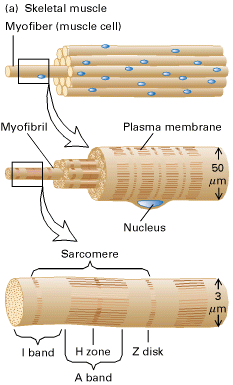 (a) Skeletal muscle
Myofiber (muscle cell)
Myofibril
Plasma membrane
50
μm
Nucleus
Sarcomere
3
μm
I band
H zone
Z disk
A band